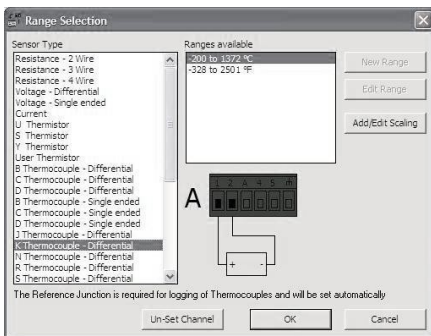 Range Selection
Sensor Type
Resistance - 2 Wire
Resistance - 3 Wire
Resistance - 4 Wire
Voltage - Differential
Voltage - Single ended
Current
U Thermistor
S Thermistor
Y Thermistor
User Thermistor
B Thermocouple - Differential
C Thermocouple - Differential
D Thermocouple - Differential
B Thermocouple - Single ended
C Thermocouple - Single ended
D Thermocouple - Single ended
J Thermocouple - Differential
K Thermocouple - Differential
N Thermocouple - Differential
R Thermocouple - Differential
S Thermocouple - Differential
Ranges available
-200 to 1372 ºC
-328 to 2501 ºF
New Range
Edit Range
Add/Edit Scaling
A
1 2 A 4 5
+ -
The Reference Junction is required for logging of Thermocouples and will be set automatically
Un-Set Channel
OK
Cancel